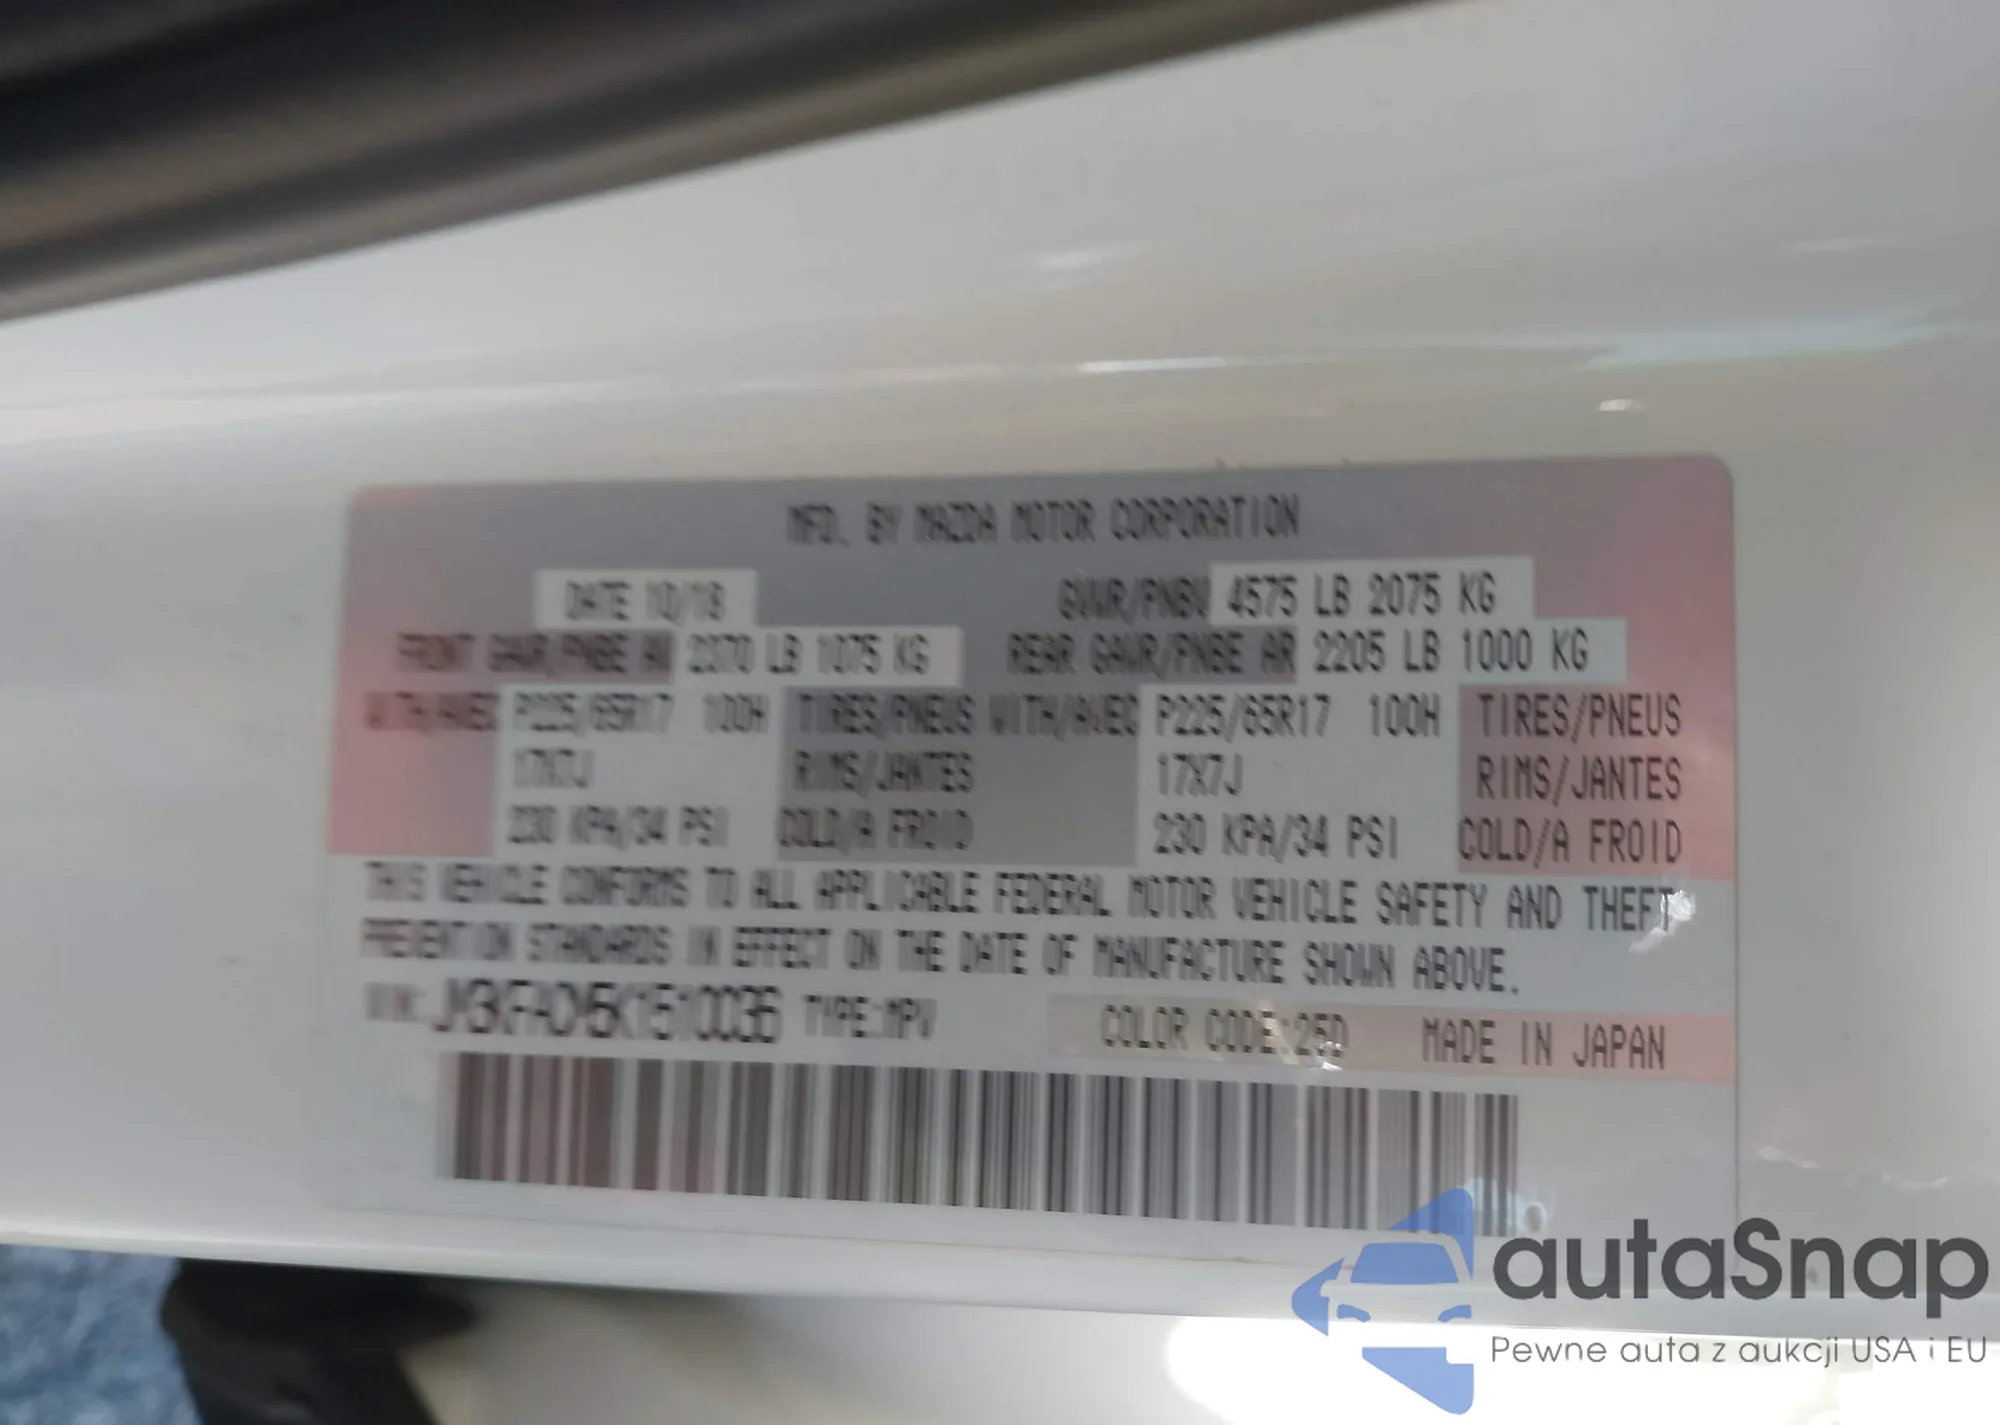 MFD. BY MAZDA MOTOR CORPORATION
DATE 10/18 GVWR/PNBV 4575 LB 2075 KG
FRONT GAWR/PNBE AV 2370 LB 1075 KG REAR GAWR/PNBE AR 2205 LB 1000 KG
WITH/AVEC P225/65R17 100H TIRES/PNEUS WITH/AVEC P225/65R17 100H TIRES/PNEUS
17X7J RIMS/JANTES 17X7J RIMS/JANTES
230 KPA/34 PSI COLD/A FROID 230 KPA/34 PSI COLD/A FROID
THIS VEHICLE CONFORMS TO ALL APPLICABLE FEDERAL MOTOR VEHICLE SAFETY AND THEFT
PREVENTION STANDARDS IN EFFECT ON THE DATE OF MANUFACTURE SHOWN ABOVE.
VIN: TYPE:MPV COLOR CODE:25D MADE IN JAPAN
autaSnap
Pewne auta z aukcji USA i EU